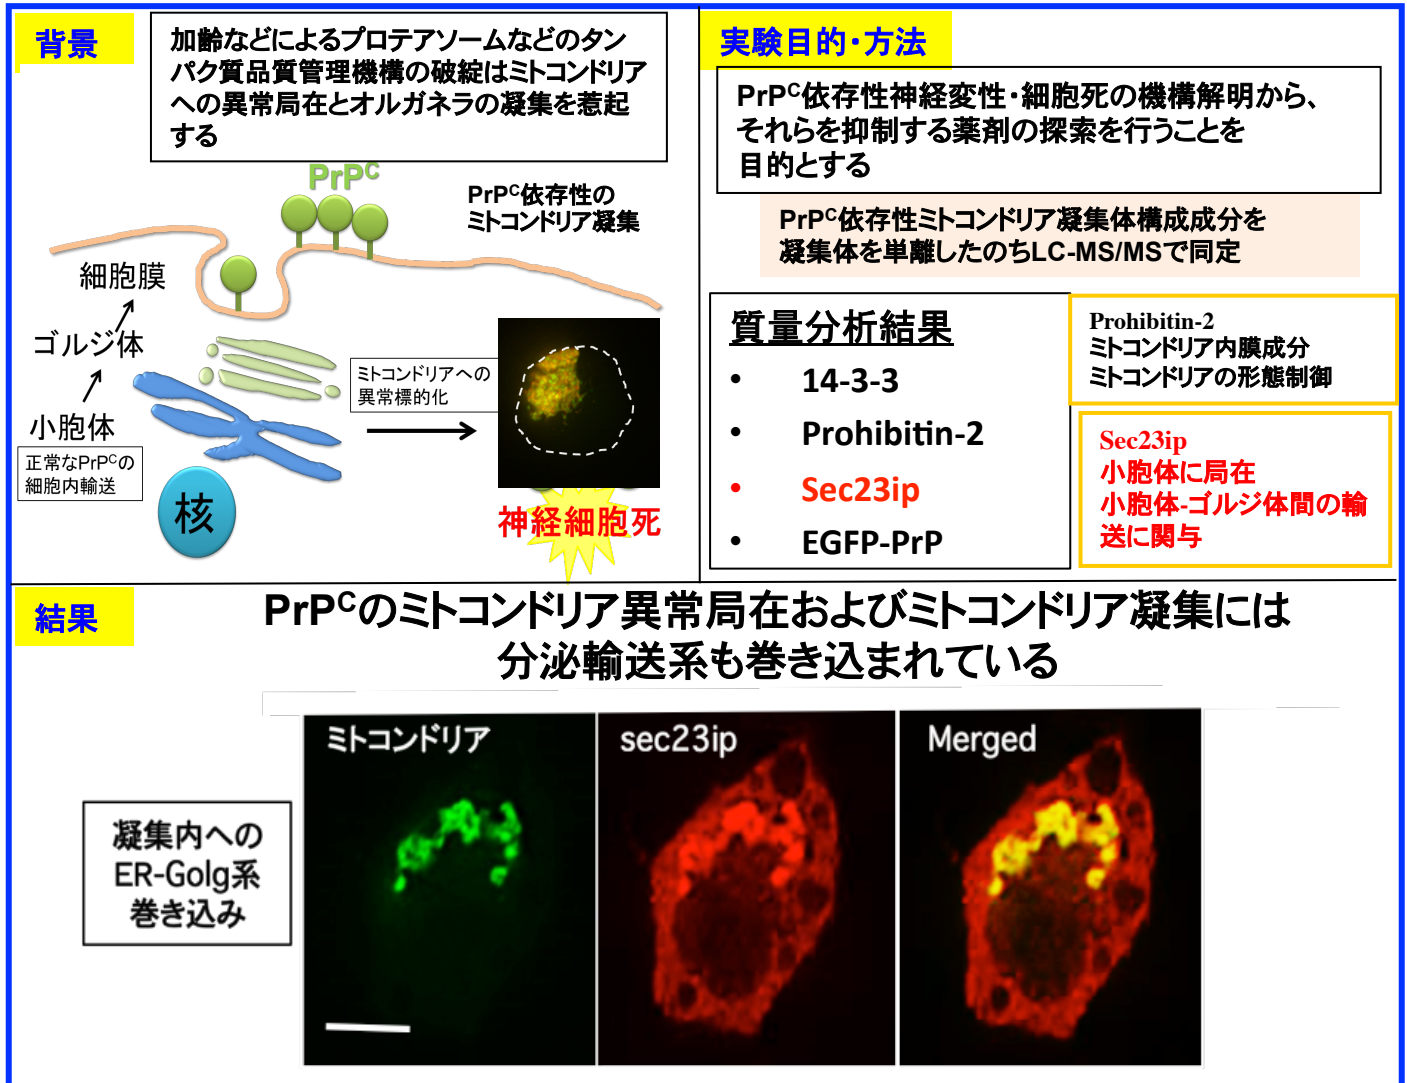 背景
加齢などによるプロテアソームなどのタン
パク質品質管理機構の破綻はミトコンドリア
への異常局在とオルガネラの凝集を惹起
する
PrPC
PrPC依存性の
ミトコンドリア凝集
細胞膜
ゴルジ体
小胞体
正常なPrPCの
細胞内輸送
核
ミトコンドリアへの
異常標的化
神経細胞死
実験目的・方法
PrPC依存性神経変性・細胞死の機構解明から、
それらを抑制する薬剤の探索を行うことを
目的とする
PrPC依存性ミトコンドリア凝集体構成成分を
凝集体を単離したのちLC-MS/MSで同定
質量分析結果
• 14-3-3
• Prohibitin-2
• Sec23ip
• EGFP-PrP
Prohibitin-2
ミトコンドリア内膜成分
ミトコンドリアの形態制御
Sec23ip
小胞体に局在
小胞体-ゴルジ体間の輸
送に関与
結果
PrPCのミトコンドリア異常局在およびミトコンドリア凝集には
分泌輸送系も巻き込まれている
凝集内への
ER-Golg系
巻き込み
ミトコンドリア
sec23ip
Merged